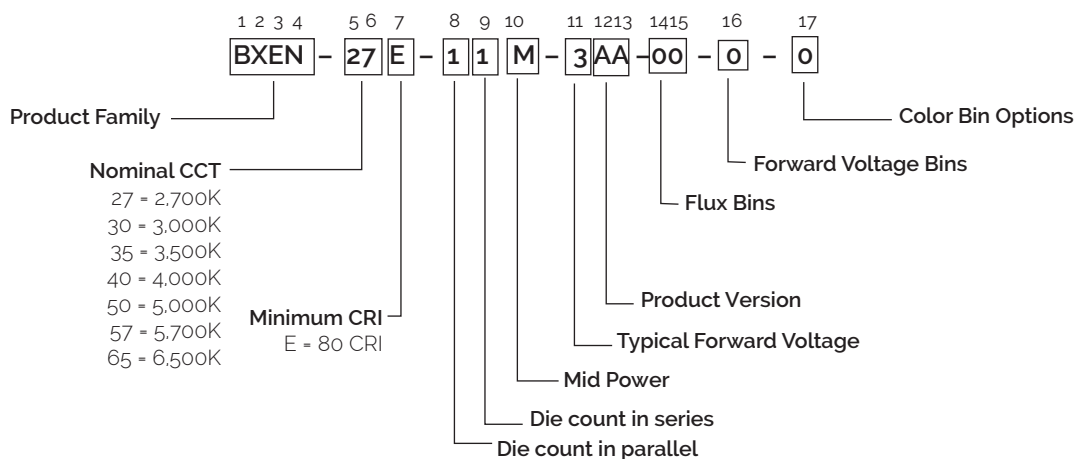 1 2 3 4 5 6 7 8 9 10 11 1213 1415 16 17
BXEN – 27 E – 1 1 M – 3 AA – 00 – 0 – 0
Product Family
Color Bin Options
Nominal CCT
Forward Voltage Bins
27 = 2,700K
Flux Bins
30 = 3,000K
35 = 3,500K
40 = 4,000K
50 = 5,000K
Product Version
Minimum CRI
57 = 5,700K
E = 80 CRI
Typical Forward Voltage
65 = 6,500K
Mid Power
Die count in series
Die count in parallel